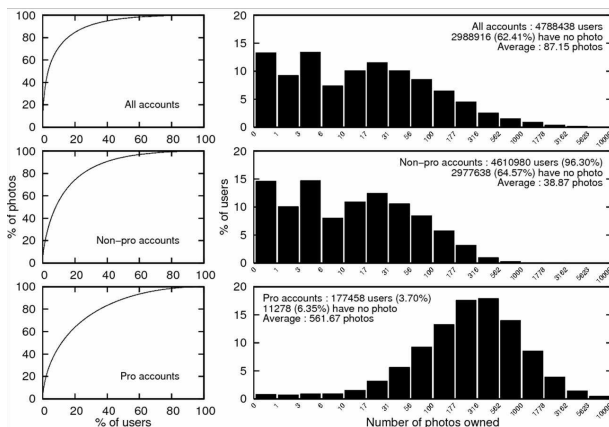 100
80
60
40
20
0
All accounts
0 20 40 60 80 100
20
15
10
5
0
All accounts : 4788438 users
2988916 (62.41%) have no photo
Average : 87.15 photos
0 1 3 6 10 17 31 56 100 177 316 562 1000 1778 3162 5623
% of photos
100
80
60
40
20
0
Non-pro accounts
0 20 40 60 80 100
% of users
20
15
10
5
0
Non-pro accounts : 4610980 users (96.30%)
2977638 (64.57%) have no photo
Average : 38.87 photos
0 1 3 6 10 17 31 56 100 177 316 562 1000 1778 3162 5623
100
80
60
40
20
0
Pro accounts
0 20 40 60 80 100
% of users
20
15
10
5
0
Pro accounts : 177458 users (3.70%)
11278 (6.35%) have no photo
Average : 561.67 photos
0 1 3 6 10 17 31 56 100 177 316 562 1000 1778 3162 5623
Number of photos owned